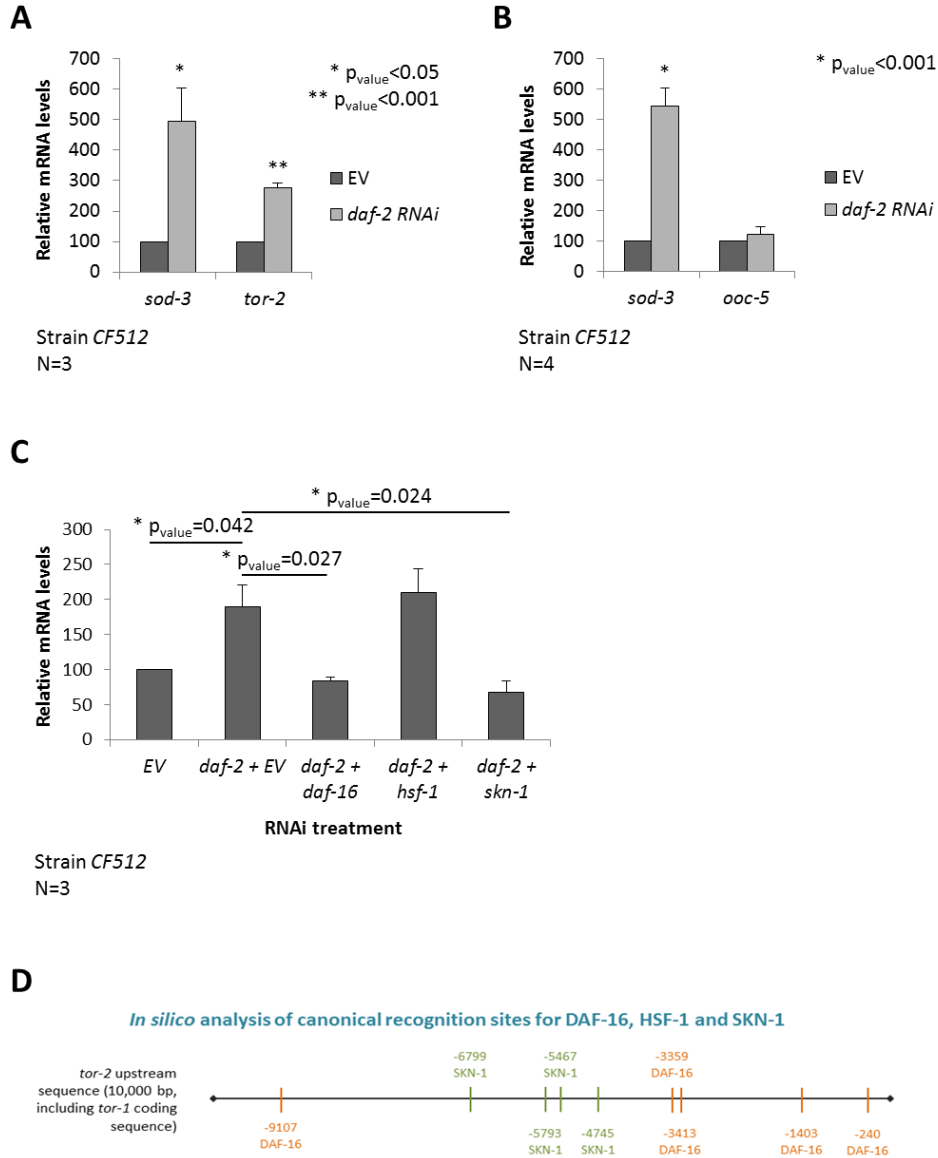 A
700
600
500
400
300
200
100
0
Relative mRNA levels
*
**
* pvalue<0.05
** pvalue<0.001
EV
daf-2 RNAi
sod-3
tor-2
Strain CF512
N=3
B
700
600
500
400
300
200
100
0
Relative mRNA levels
*
* pvalue<0.001
EV
daf-2 RNAi
sod-3
ooc-5
Strain CF512
N=4
C
* pvalue=0.024
* pvalue=0.042
* pvalue=0.027
300
250
200
150
100
50
0
Relative mRNA levels
EV
daf-2 + EV
daf-2 +
daf-16
daf-2 +
hsf-1
daf-2 +
skn-1
RNAi treatment
Strain CF512
N=3
D
In silico analysis of canonical recognition sites for DAF-16, HSF-1 and SKN-1
tor-2 upstream
sequence (10,000 bp,
including tor-1 coding
sequence)
-6799
SKN-1
-5467
SKN-1
-3359
DAF-16
-9107
DAF-16
-5793
SKN-1
-4745
SKN-1
-3413
DAF-16
-1403
DAF-16
-240
DAF-16